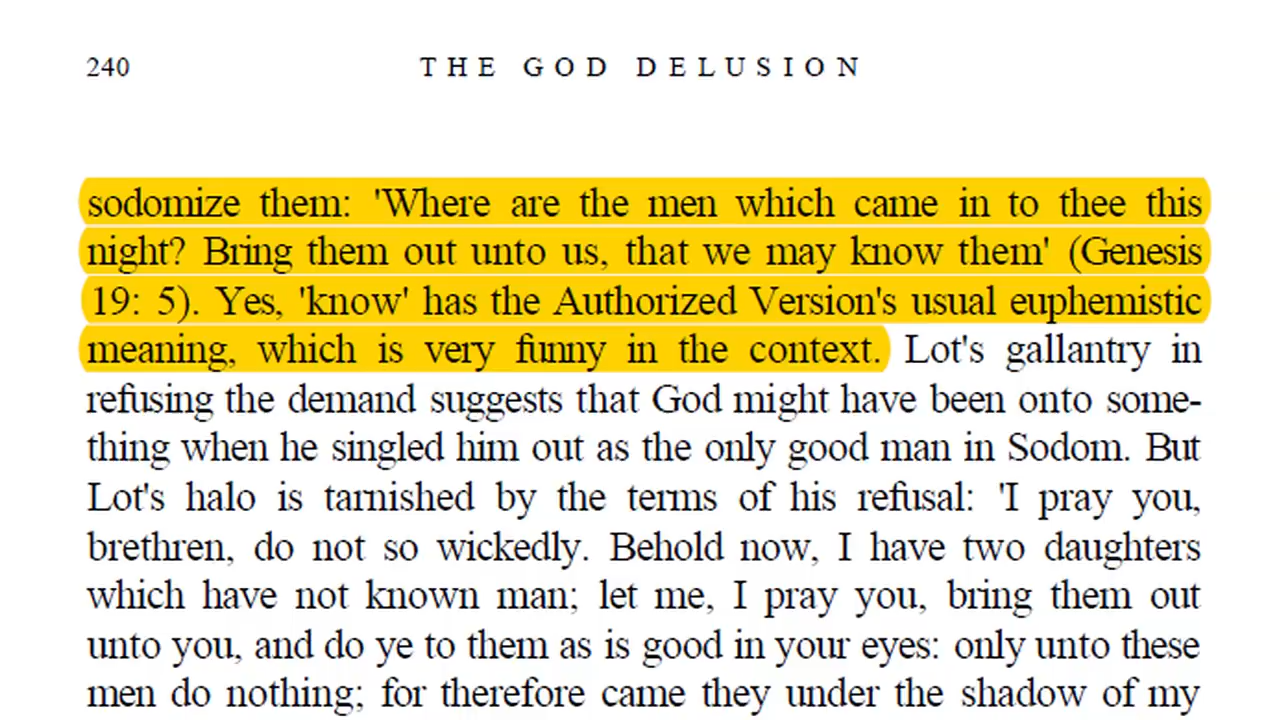 240
THE GOD DELUSION
sodomize them: 'Where are the men which came in to thee this
night? Bring them out unto us, that we may know them' (Genesis
19: 5). Yes, 'know' has the Authorized Version's usual euphemistic
meaning, which is very funny in the context. Lot's gallantry in
refusing the demand suggests that God might have been onto some-
thing when he singled him out as the only good man in Sodom. But
Lot's halo is tarnished by the terms of his refusal: 'I pray you,
brethren, do not so wickedly. Behold now, I have two daughters
which have not known man; let me, I pray you, bring them out
unto you, and do ye to them as is good in your eyes: only unto these
men do nothing; for therefore came they under the shadow of my